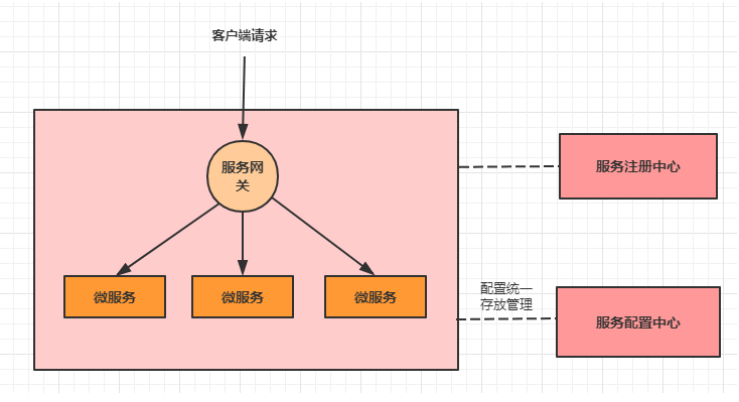 客户端请求
服务网
关
服务注册中心
微服务
微服务
微服务
配置统一
存放管理
服务配置中心